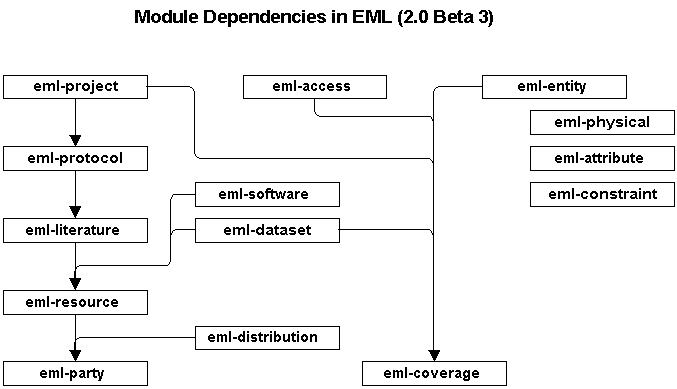 Module Dependencies in EML (2.0 Beta 3)
eml-project
eml-access
eml-entity
eml-physical
eml-protocol
eml-attribute
eml-software
eml-constraint
eml-literature
eml-dataset
eml-resource
eml-distribution
eml-party
eml-coverage